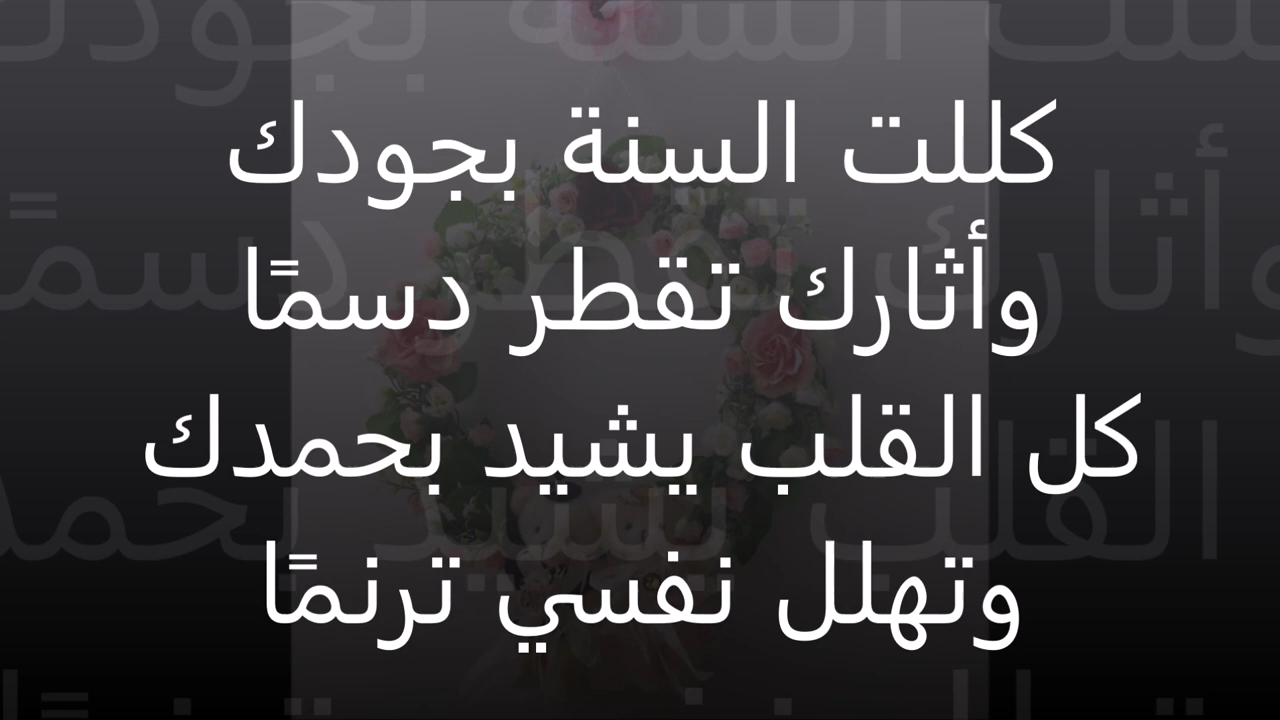 كللت السنة بجودك
وأثارك تقطر دسمًا
كل القلب يشيد بحمدك
وتهلل نفسي ترنمًا